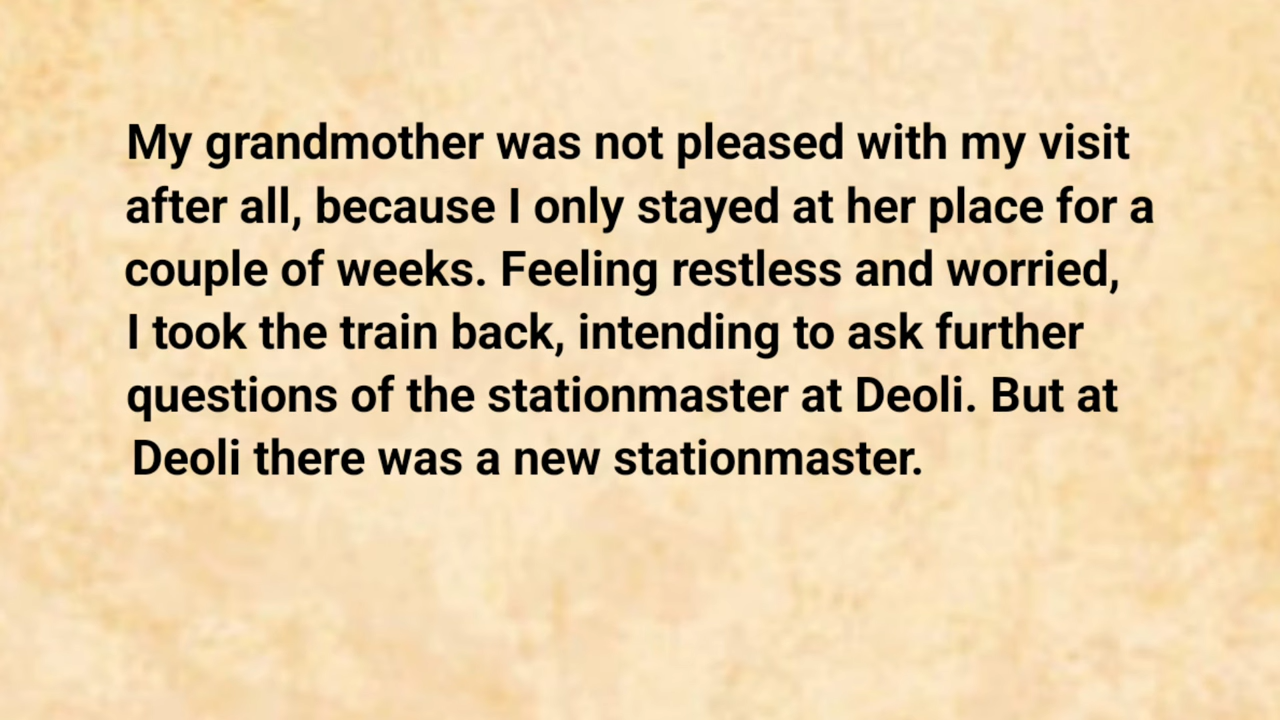 My grandmother was not pleased with my visit
after all, because I only stayed at her place for a
couple of weeks. Feeling restless and worried,
I took the train back, intending to ask further
questions of the stationmaster at Deoli. But at
Deoli there was a new stationmaster.